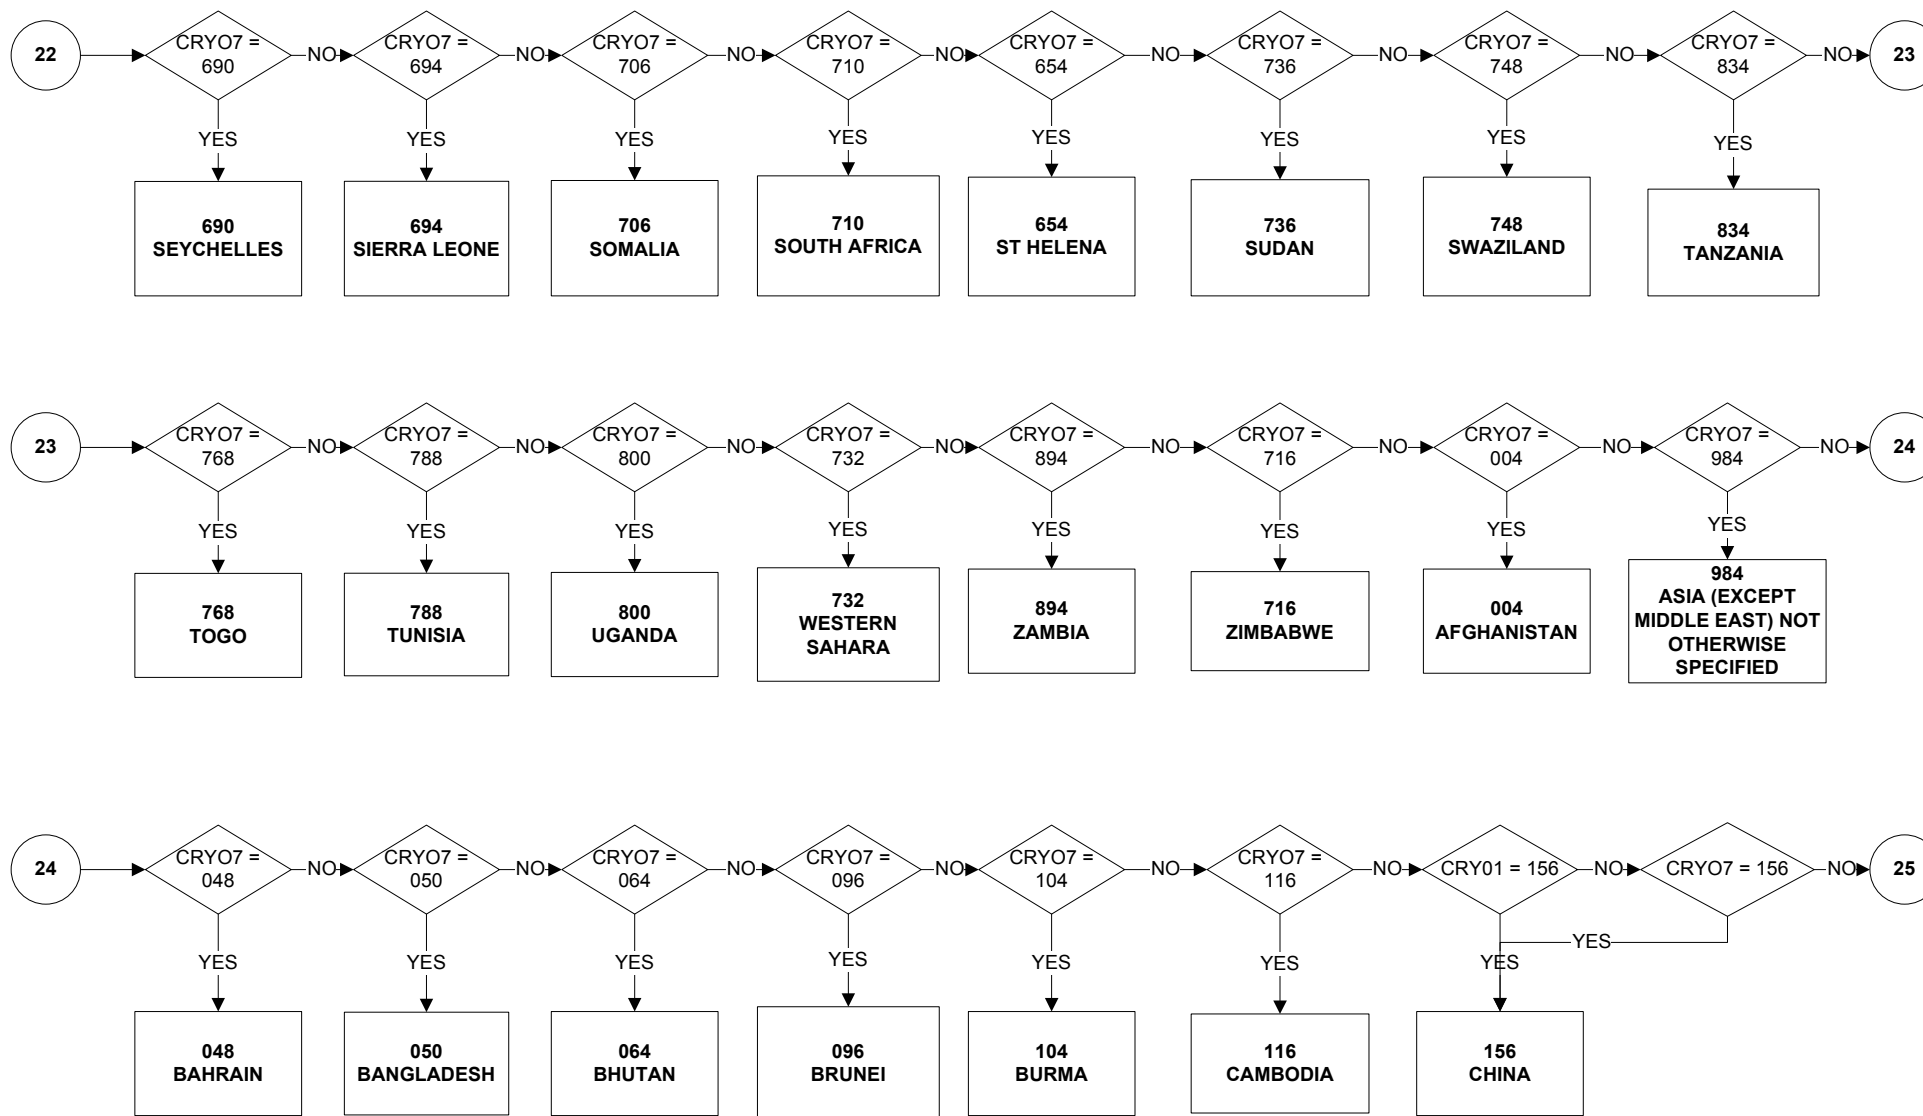 22
CRYO7 =
690
NO
CRYO7 =
694
NO
CRYO7 =
706
NO
CRYO7 =
710
NO
CRYO7 =
654
NO
CRYO7 =
736
NO
CRYO7 =
748
NO
CRYO7 =
834
NO
23
YES
YES
YES
YES
YES
YES
YES
YES
690
SEYCHELLES
694
SIERRA LEONE
706
SOMALIA
710
SOUTH AFRICA
654
ST HELENA
736
SUDAN
748
SWAZILAND
834
TANZANIA
23
CRYO7 =
768
NO
CRYO7 =
788
NO
CRYO7 =
800
NO
CRYO7 =
732
NO
CRYO7 =
894
NO
CRYO7 =
716
NO
CRYO7 =
004
NO
CRYO7 =
984
NO
24
YES
YES
YES
YES
YES
YES
YES
YES
768
TOGO
788
TUNISIA
800
UGANDA
732
WESTERN
SAHARA
894
ZAMBIA
716
ZIMBABWE
004
AFGHANISTAN
984
ASIA (EXCEPT
MIDDLE EAST) NOT
OTHERWISE
SPECIFIED
24
CRYO7 =
048
NO
CRYO7 =
050
NO
CRYO7 =
064
NO
CRYO7 =
096
NO
CRYO7 =
104
NO
CRYO7 =
116
NO
CRY01 = 156
NO
CRYO7 = 156
NO
25
YES
YES
YES
YES
YES
YES
YES
YES
048
BAHRAIN
050
BANGLADESH
064
BHUTAN
096
BRUNEI
104
BURMA
116
CAMBODIA
156
CHINA